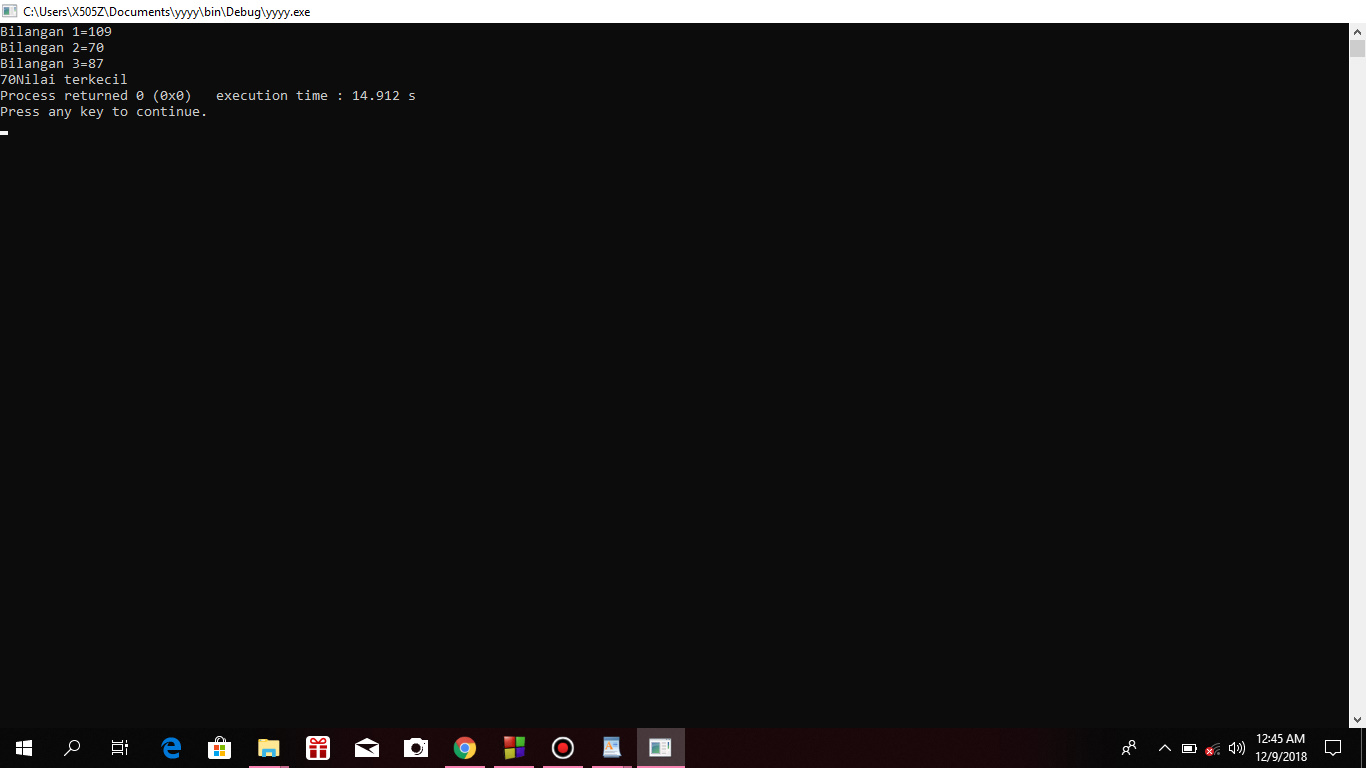 C:\Users\X505Z\Documents\yyyy\bin\Debug\yyyy.exe
Bilangan 1=109
Bilangan 2=70
Bilangan 3=87
70Nilai terkecil
Process returned 0 (0x0)   execution time : 14.912 s
Press any key to continue.
12:45 AM
12/9/2018